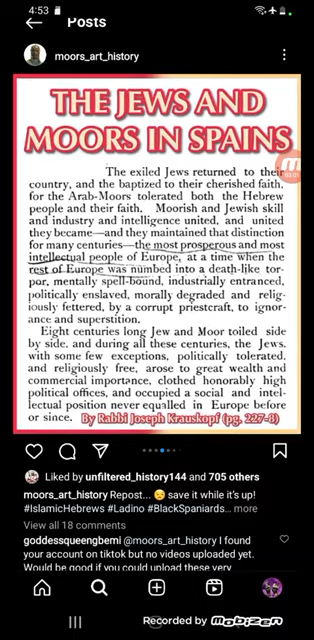 4:53
Posts
moors_art_history
THE JEWS AND
MOORS IN SPAINS
The exiled Jews returned to their
country, and the baptized to their cherished faith,
for the Arab-Moors tolerated both the Hebrew
people and their faith. Moorish and Jewish skill
and industry and intelligence united, and united
they became—and they maintained that distinction
for many centuries—the most prosperous and most
intellectual people of Europe, at a time when the
rest of Europe was numbed into a death-like tor-
por, mentally spell-bound, industrially entranced,
politically enslaved, morally degraded and relig-
iously fettered, by a corrupt priestcraft, to ignor-
ance and superstition.
Eight centuries long Jew and Moor toiled side
by side, and during all these centuries, the Jews,
with some few exceptions, politically tolerated,
and religiously free, arose to great wealth and
commercial importance, clothed honorably high
political offices, and occupied a social and intel-
lectual position never equalled in Europe before
or since. By Rabbi Joseph Krauskopf (pg. 227-8)
Liked by unfiltered_history144 and 705 others
moors_art_history Repost... 😥 save it while it's up!
#IslamicHebrews #Ladino #BlackSpaniards... more
View all 18 comments
goddessqueengbemi @moors_art_history I found
your account on tiktok but no videos uploaded yet.
Would be good if you could upload these very
Recorded by Mobizen